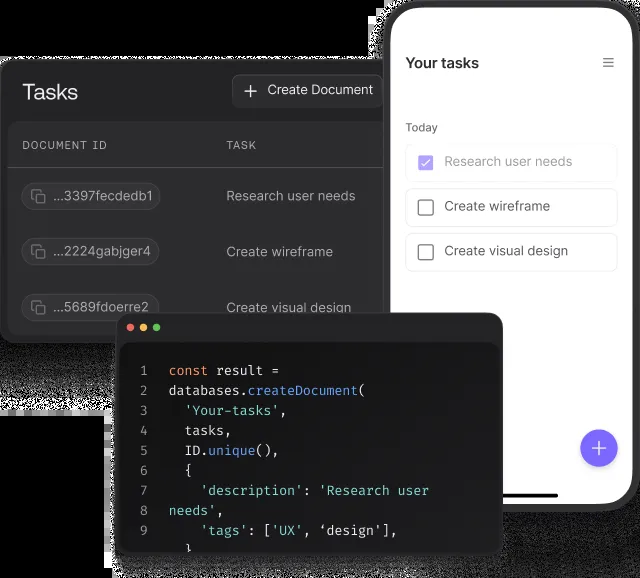 Tasks
+ Create Document
DOCUMENT ID TASK
...3397fecdedb1 Research user needs
...2224gabjger4 Create wireframe
...5689fdoerre2 Create visual design
Your tasks
Today
Research user needs
Create wireframe
Create visual design
1 const result =
2 databases.createDocument(
3 'Your-tasks',
4 tasks,
5 ID.unique(),
6 {
7 'description': 'Research user
8 needs',
9 'tags': ['UX', ‘design'],
}